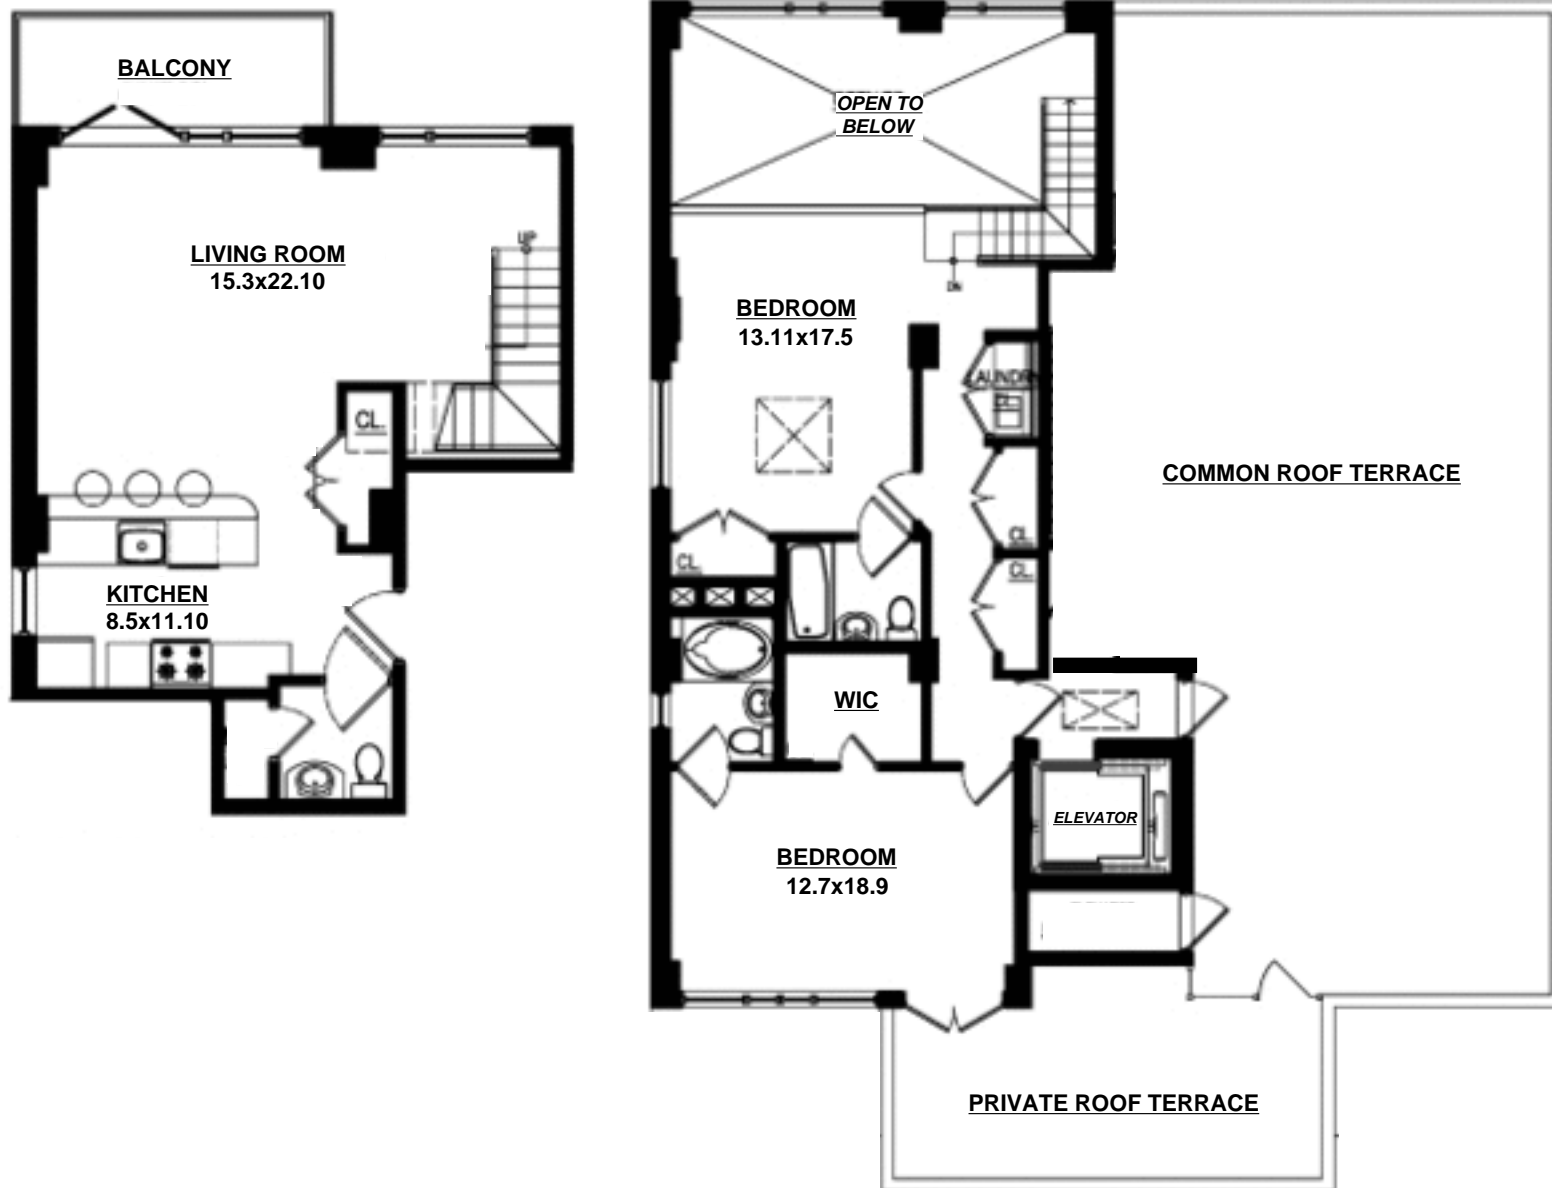 BALCONY
LIVING ROOM
15.3x22.10
UP
CL.
KITCHEN
8.5x11.10
OPEN TO
BELOW
DN
BEDROOM
13.11x17.5
LAUNDRY
CL.
CL.
CL.
CL.
WIC
ELEVATOR
BEDROOM
12.7x18.9
COMMON ROOF TERRACE
PRIVATE ROOF TERRACE